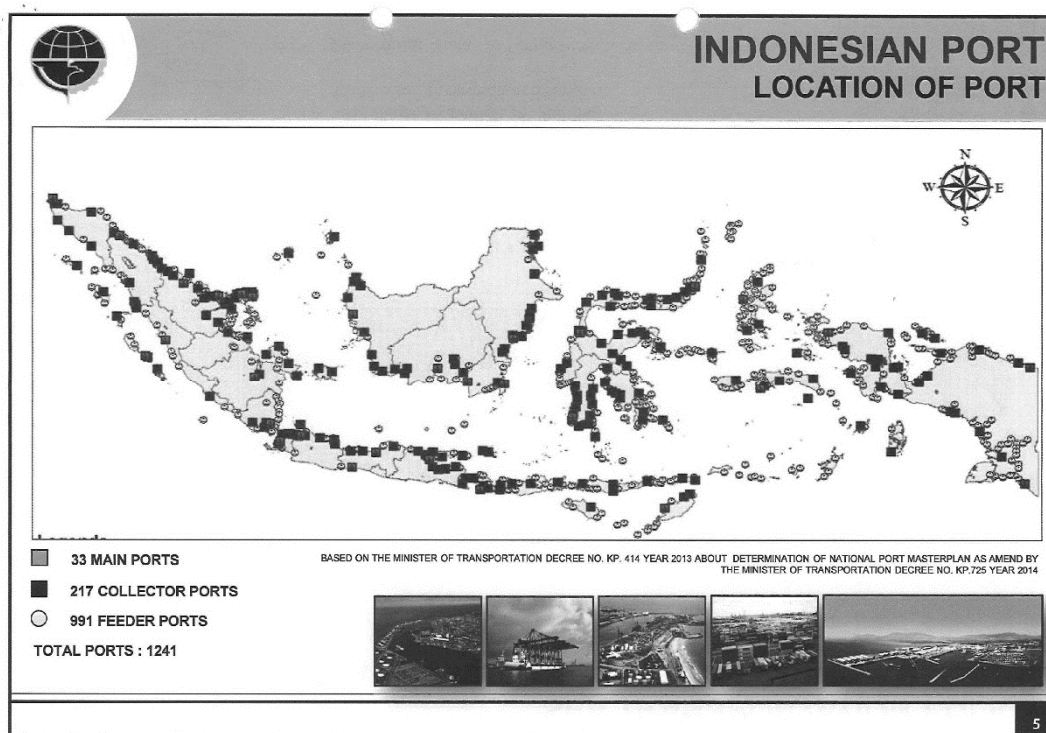 INDONESIAN PORT
LOCATION OF PORT
N
W E
S
33 MAIN PORTS
217 COLLECTOR PORTS
991 FEEDER PORTS
TOTAL PORTS : 1241
BASED ON THE MINISTER OF TRANSPORTATION DECREE NO. KP. 414 YEAR 2013 ABOUT DETERMINATION OF NATIONAL PORT MASTERPLAN AS AMEND BY
THE MINISTER OF TRANSPORTATION DECREE NO. KP.725 YEAR 2014
5